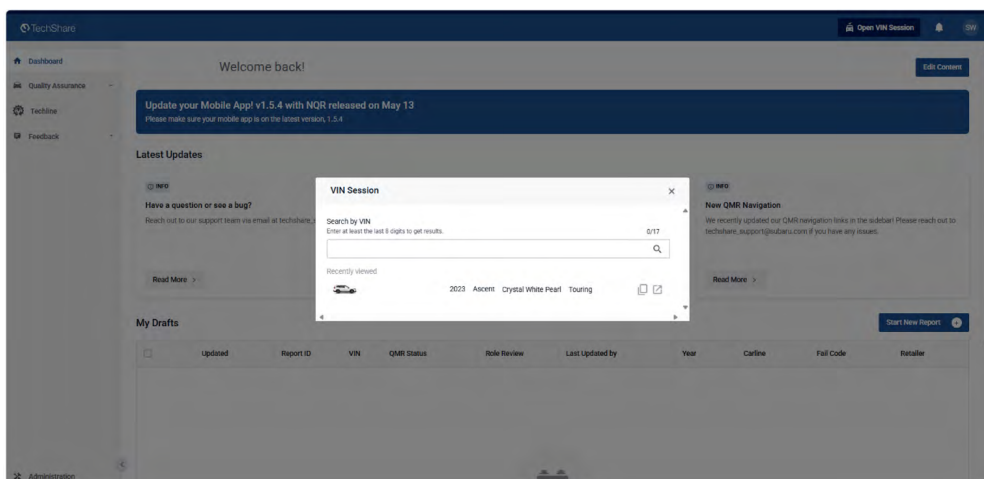 TechShare
Open VIN Session
SW
Dashboard
Quality Assurance
Techline
Feedback
Administration
Welcome back!
Edit Content
Update your Mobile App! v1.5.4 with NQR released on May 13
Please make sure your mobile app is on the latest version, 1.5.4
Latest Updates
INFO
Have a question or see a bug?
Reach out to our support team via email at techshare_
Read More >
VIN Session
Search by VIN
Enter at least the last 8 digits to get results.
0/17
Recently viewed
2023 Ascent Crystal White Pearl Touring
INFO
New QMR Navigation
We recently updated our QMR navigation links in the sidebar! Please reach out to
techshare_support@subaru.com if you have any issues.
Read More >
My Drafts
Start New Report
Updated Report ID VIN QMR Status Role Review Last Updated by Year Carline Fail Code Retailer